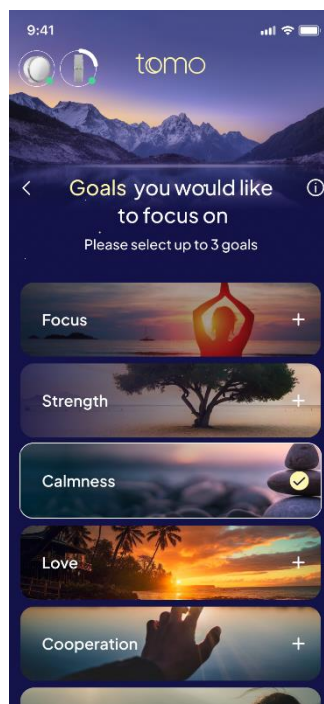 9:41
tomo
Goals you would like
to focus on
Please select up to 3 goals
Focus
Strength
Calmness
Love
Cooperation